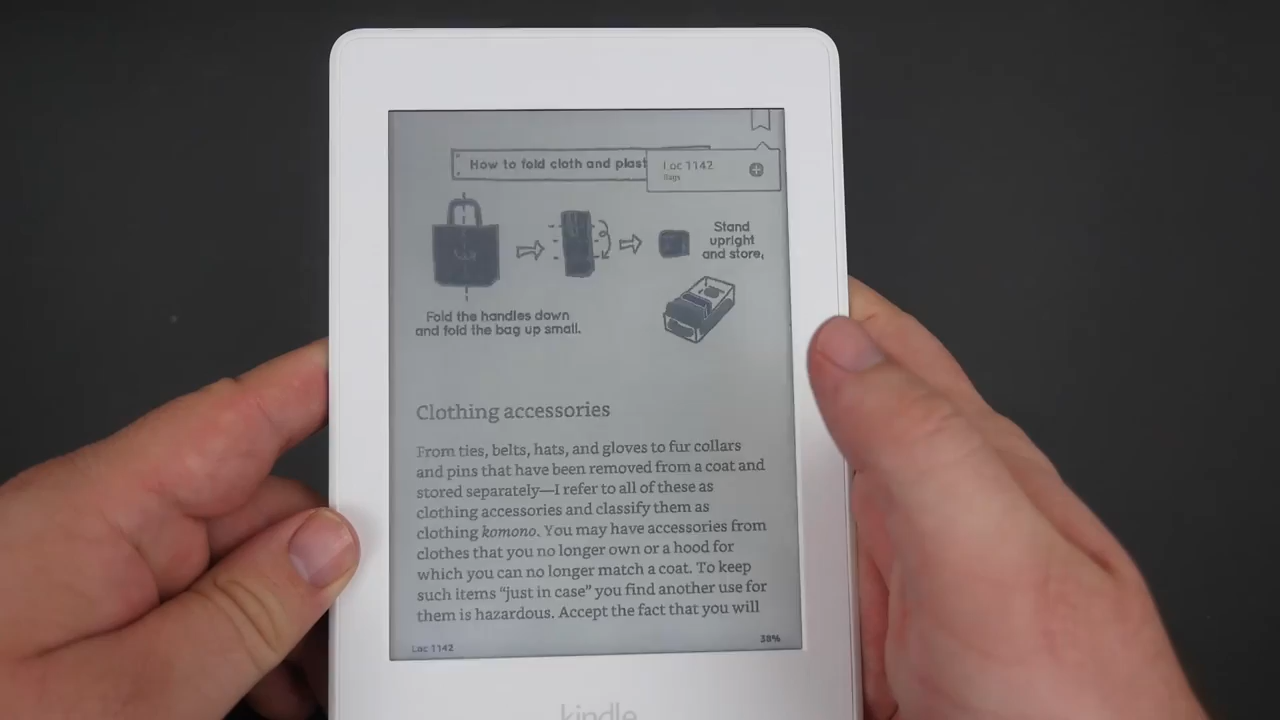 How to fold cloth and plast
Loc 1142
Bags
Stand
upright
and store.
Fold the handles down
and fold the bag up small.
Clothing accessories
From ties, belts, hats, and gloves to fur collars
and pins that have been removed from a coat and
stored separately—I refer to all of these as
clothing accessories and classify them as
clothing komono. You may have accessories from
clothes that you no longer own or a hood for
which you can no longer match a coat. To keep
such items “just in case” you find another use for
them is hazardous. Accept the fact that you will
Loc 1142
38%
kindle